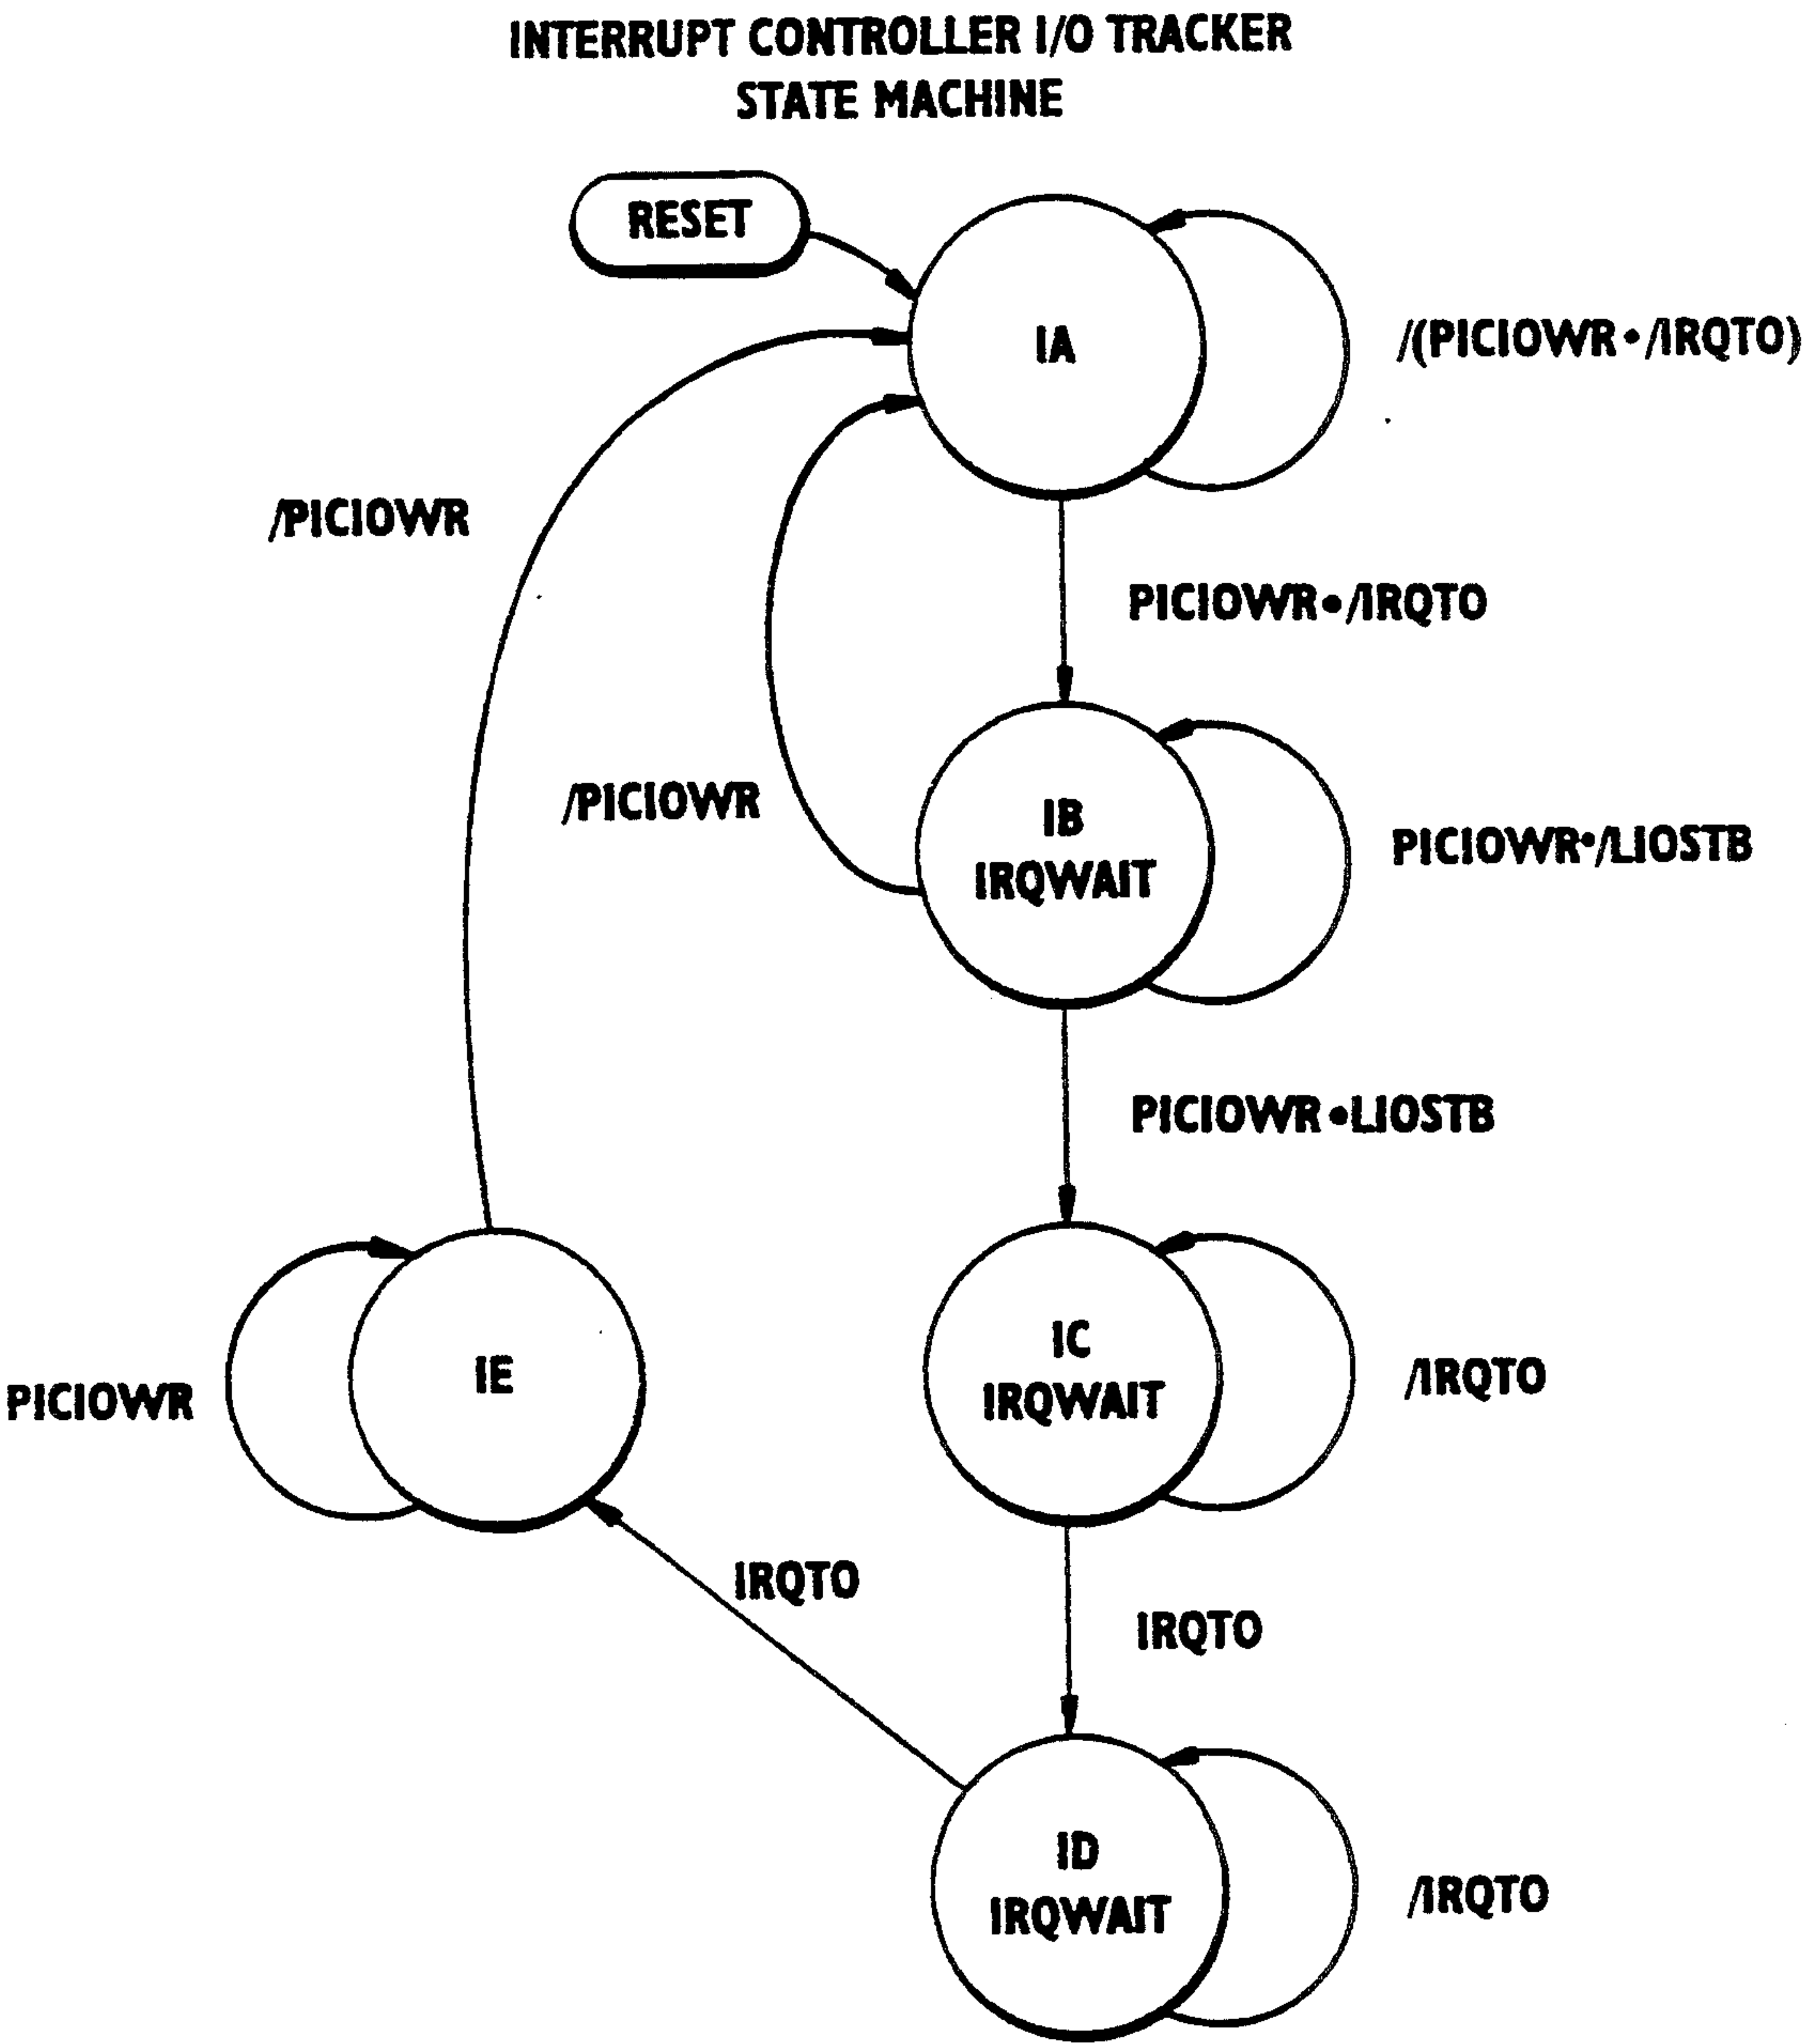 INTERRUPT CONTROLLER I/O TRACKER
STATE MACHINE
RESET
IA
/(PICIOWR•/IRQTO)
/PICIOWR
PICIOWR•/IRQTO
/PICIOWR
IB
IRQWAIT
PICIOWR•/LIOSTB
PICIOWR•LIOSTB
IC
IRQWAIT
/IRQTO
IE
PICIOWR
IRQTO
IRQTO
ID
IRQWAIT
/IRQTO